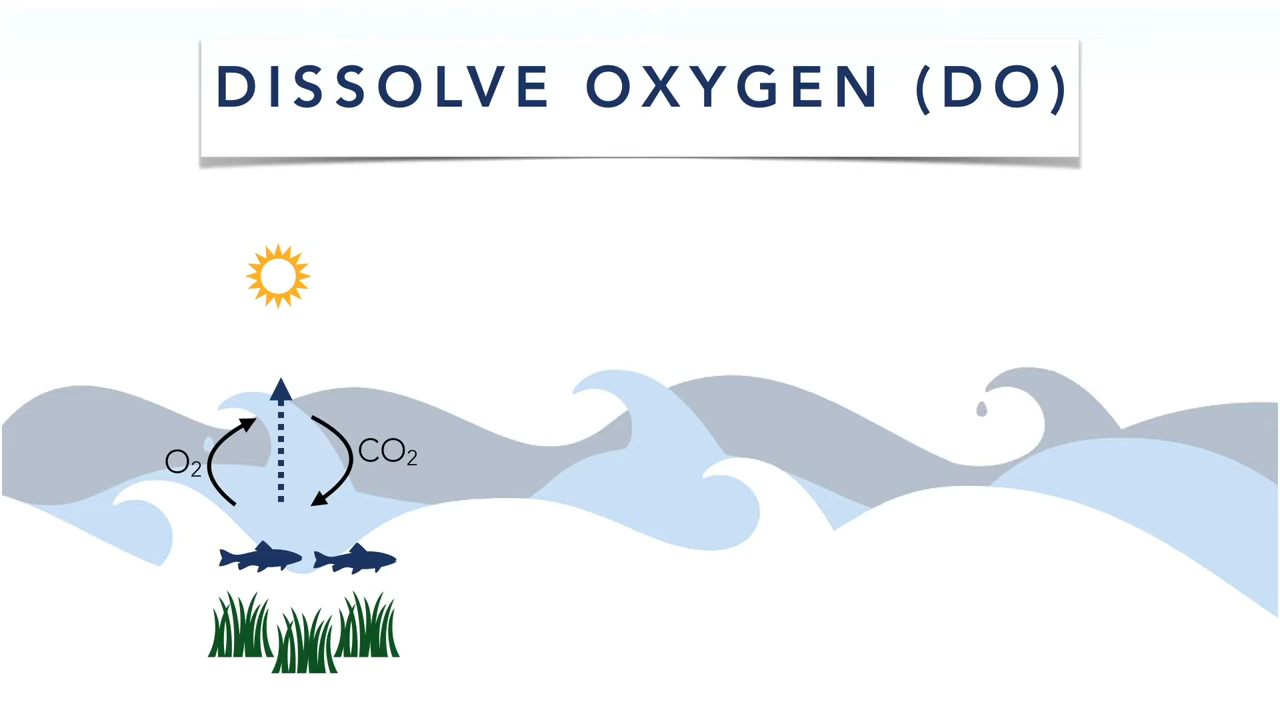 DISSOLVE OXYGEN (DO)
O₂
CO₂